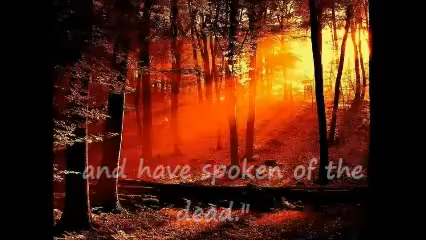 and have spoken of the
dead."